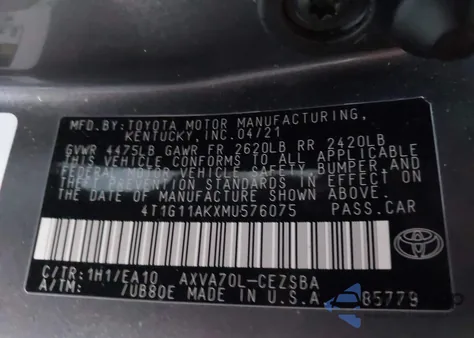 MFD.BY:TOYOTA MOTOR MANUFACTURING,
KENTUCKY, INC. 04/21
GVWR 4475LB GAWR FR 2620LB RR 2420LB
THIS VEHICLE CONFORMS TO ALL APPLICABLE
FEDERAL MOTOR VEHICLE SAFETY, BUMPER, AND
THEFT PREVENTION STANDARDS IN EFFECT ON
THE DATE OF MANUFACTURE SHOWN ABOVE.
4T1G11AKXMU576075 PASS.CAR
C/TR: 1H1/EA10 AXVA70L-CEZSBA
A/TM: /UB80E MADE IN U.S.A.
85779
TOYOTA